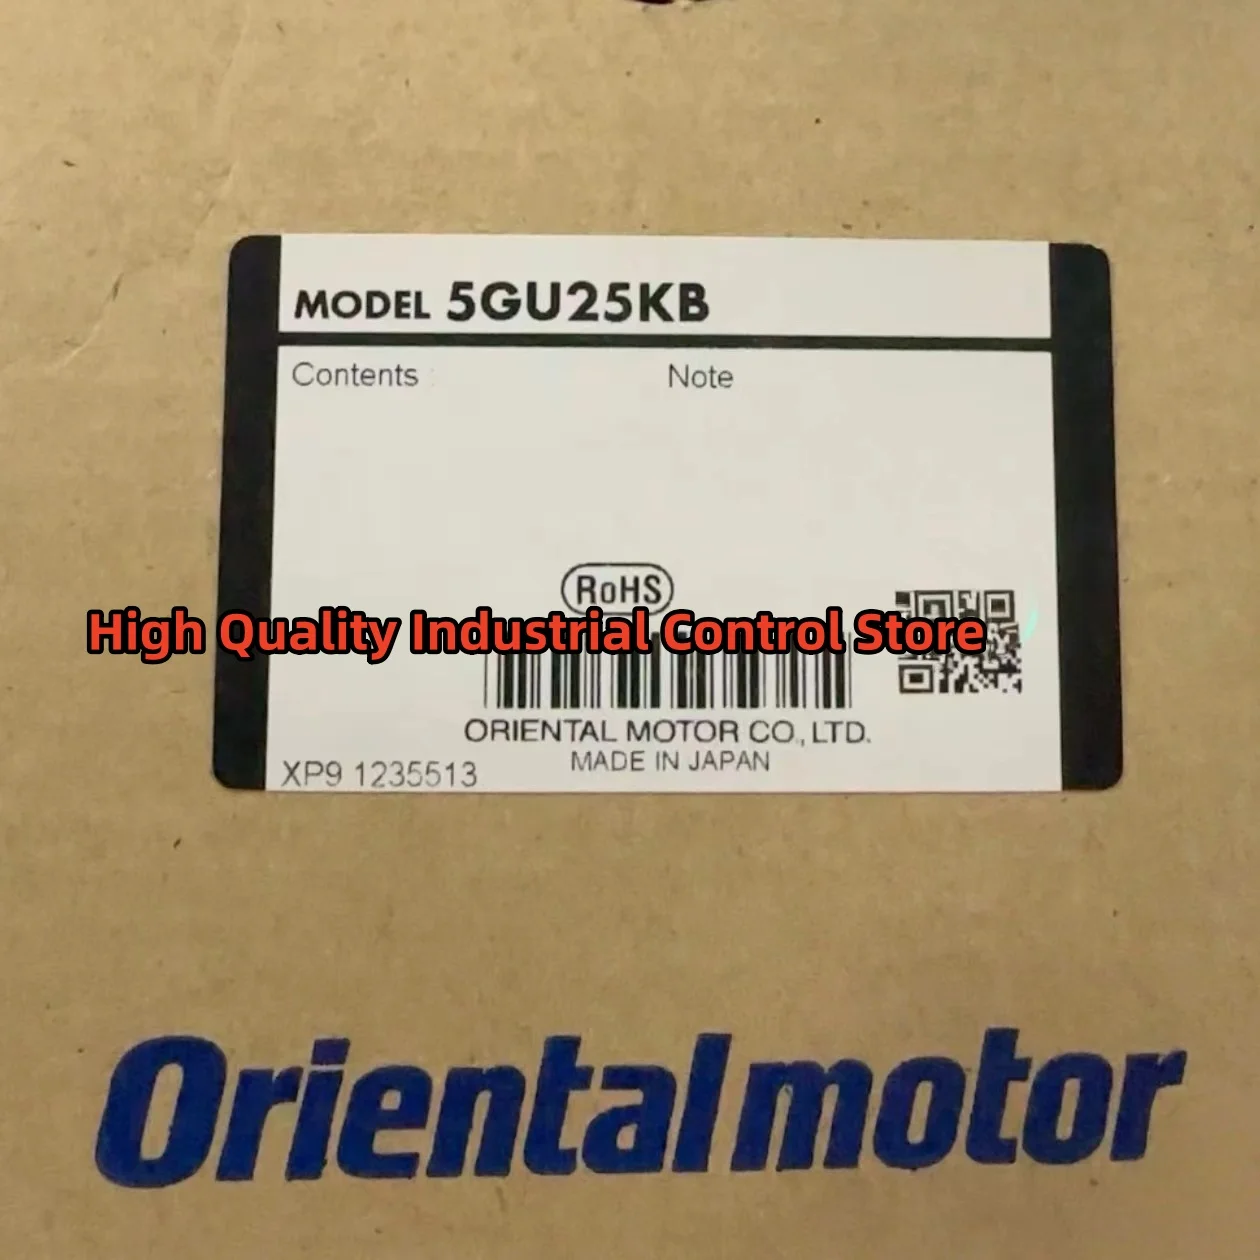 MODEL 5GU25KB
Contents
Note
RoHS
High Quality Industrial Control Store
ORIENTAL MOTOR CO., LTD.
MADE IN JAPAN
XP9 1235513
Orientalmotor